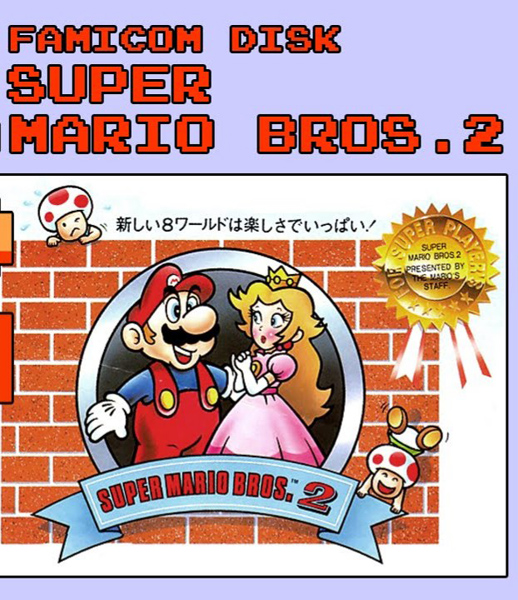 FAMICOM DISK
SUPER
MARIO BROS.2
新しい8ワールドは楽しさでいっぱい!
SUPER PLAYERS
SUPER
MARIO BROS.2
PRESENTED BY
THE MARIO'S
STAFF
SUPER MARIO BROS.™ 2